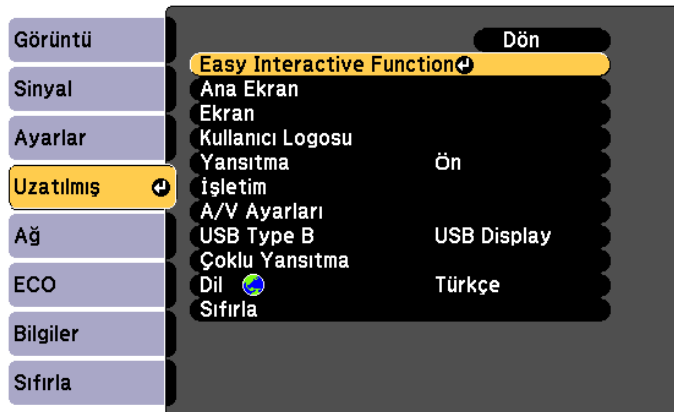 Görüntü
Sinyal
Ayarlar
Uzatılmış
Ağ
ECO
Bilgiler
Sıfırla
Dön
Easy Interactive Function
Ana Ekran
Ekran
Kullanıcı Logosu
Yansıtma Ön
İşletim
A/V Ayarları
USB Type B USB Display
Çoklu Yansıtma
Dil Türkçe
Sıfırla